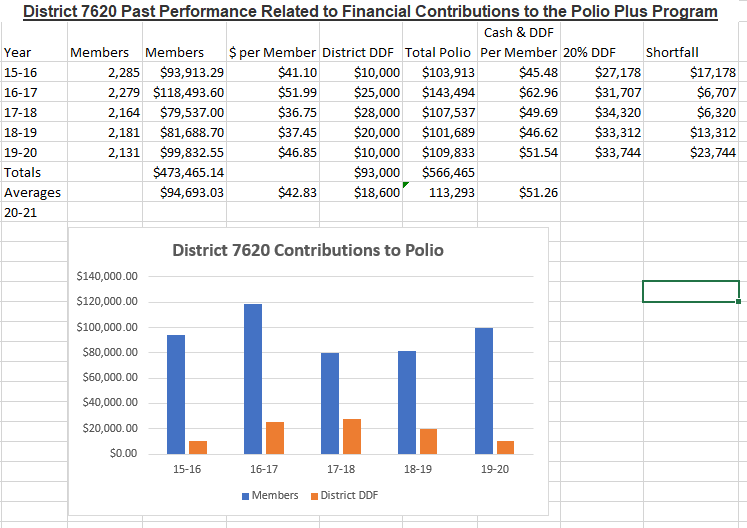 District 7620 Past Performance Related to Financial Contributions to the Polio Plus Program
Cash & DDF
Year Members Members $ per Member District DDF Total Polio Per Member 20% DDF Shortfall
15-16 2,285 $93,913.29 $41.10 $10,000 $103,913 $45.48 $27,178 $17,178
16-17 2,279 $118,493.60 $51.99 $25,000 $143,494 $62.96 $31,707 $6,707
17-18 2,164 $79,537.00 $36.75 $28,000 $107,537 $49.69 $34,320 $6,320
18-19 2,181 $81,688.70 $37.45 $20,000 $101,689 $46.62 $33,312 $13,312
19-20 2,131 $99,832.55 $46.85 $10,000 $109,833 $51.54 $33,744 $23,744
Totals $473,465.14 $93,000 $566,465
Averages $94,693.03 $42.83 $18,600 113,293 $51.26
20-21
District 7620 Contributions to Polio
$140,000.00
$120,000.00
$100,000.00
$80,000.00
$60,000.00
$40,000.00
$20,000.00
$0.00
15-16 16-17 17-18 18-19 19-20
Members District DDF